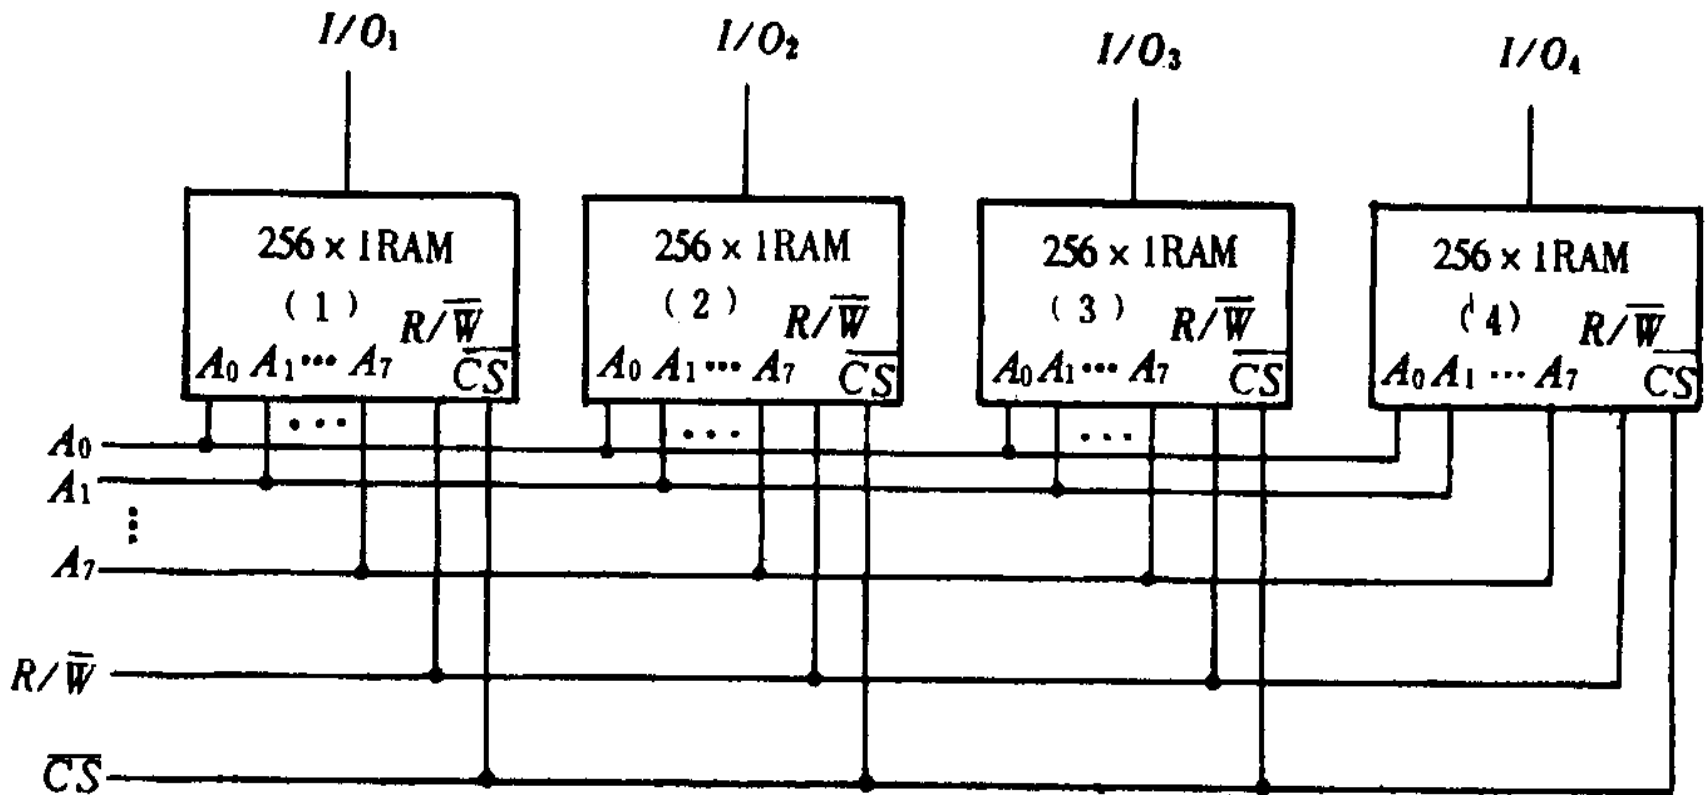 I/O₁ I/O₂ I/O₃ I/O₄
256 × 1RAM 256 × 1RAM 256 × 1RAM 256 × 1RAM
(1) (2) (3) (4)
R/W̅ R/W̅ R/W̅ R/W̅
A₀ A₁ ··· A₇ C̅S̅ A₀ A₁ ··· A₇ C̅S̅ A₀ A₁ ··· A₇ C̅S̅ A₀ A₁ ··· A₇ C̅S̅
··· ··· ···
A₀
A₁
⋮
A₇
R/W̅
C̅S̅